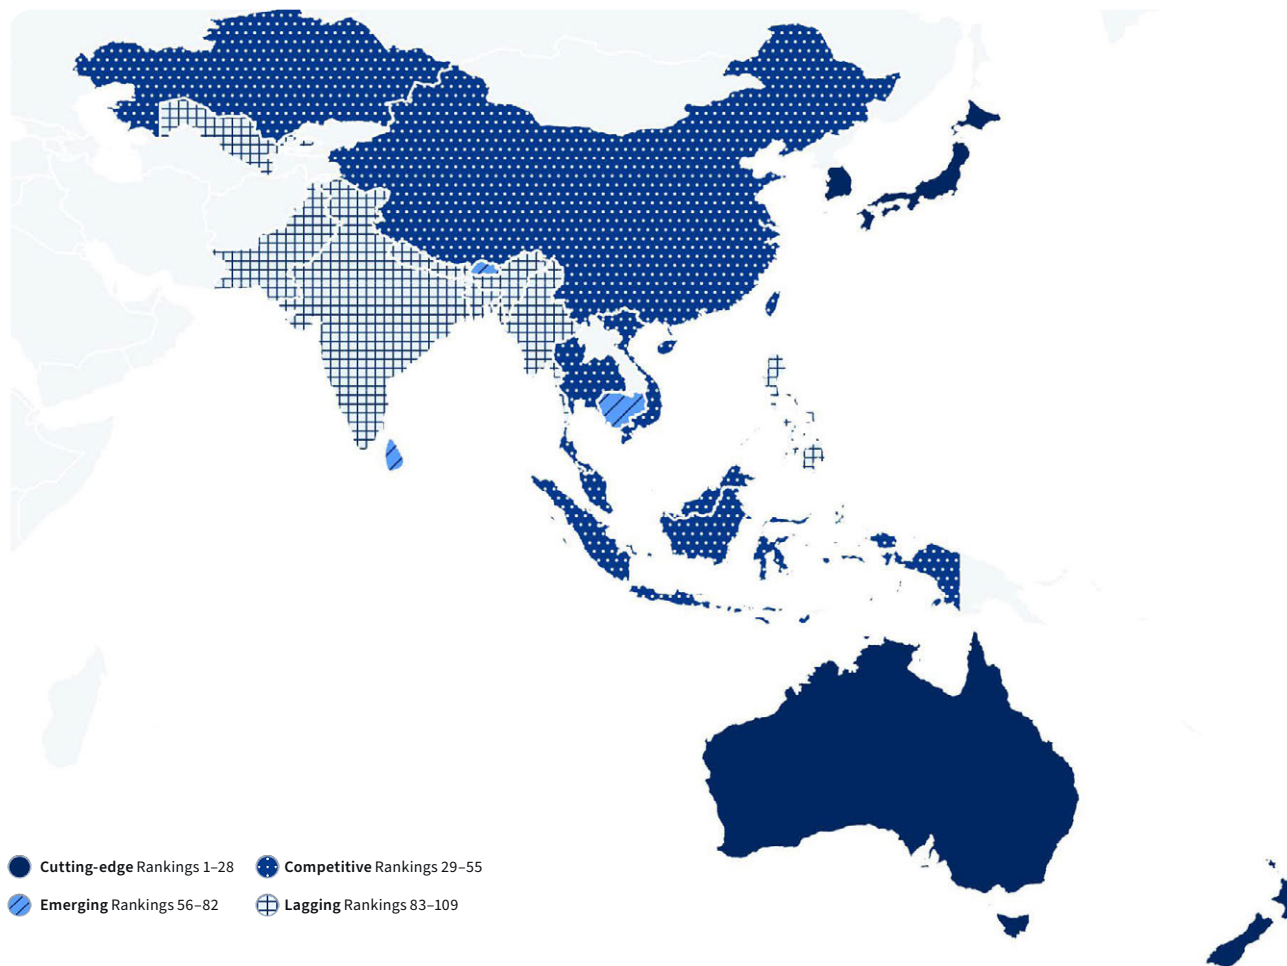 Cutting-edge Rankings 1–28
Competitive Rankings 29–55
Emerging Rankings 56–82
Lagging Rankings 83–109